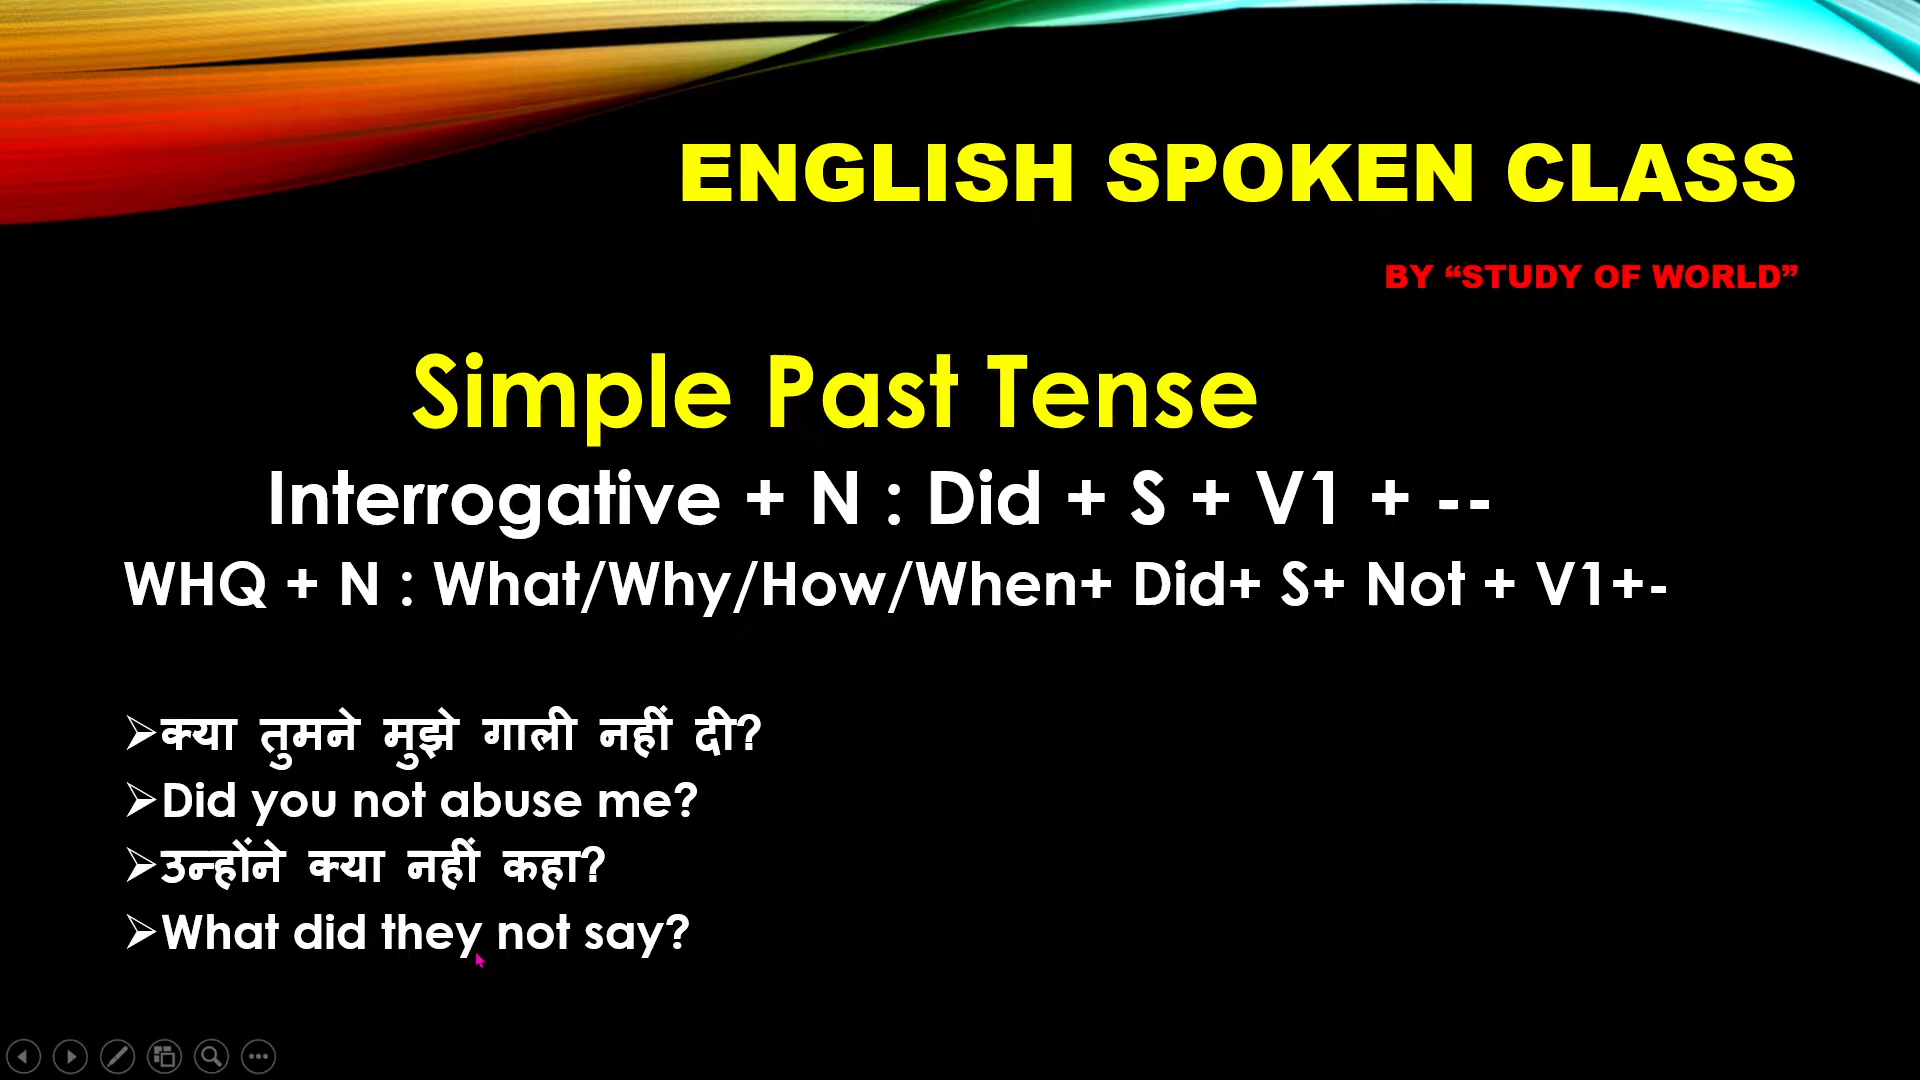 ENGLISH SPOKEN CLASS
BY “STUDY OF WORLD”
Simple Past Tense
Interrogative + N : Did + S + V1 + --
WHQ + N : What/Why/How/When+ Did+ S+ Not + V1+-
➢क्या तुमने मुझे गाली नहीं दी?
➢Did you not abuse me?
➢उन्होंने क्या नहीं कहा?
➢What did they not say?